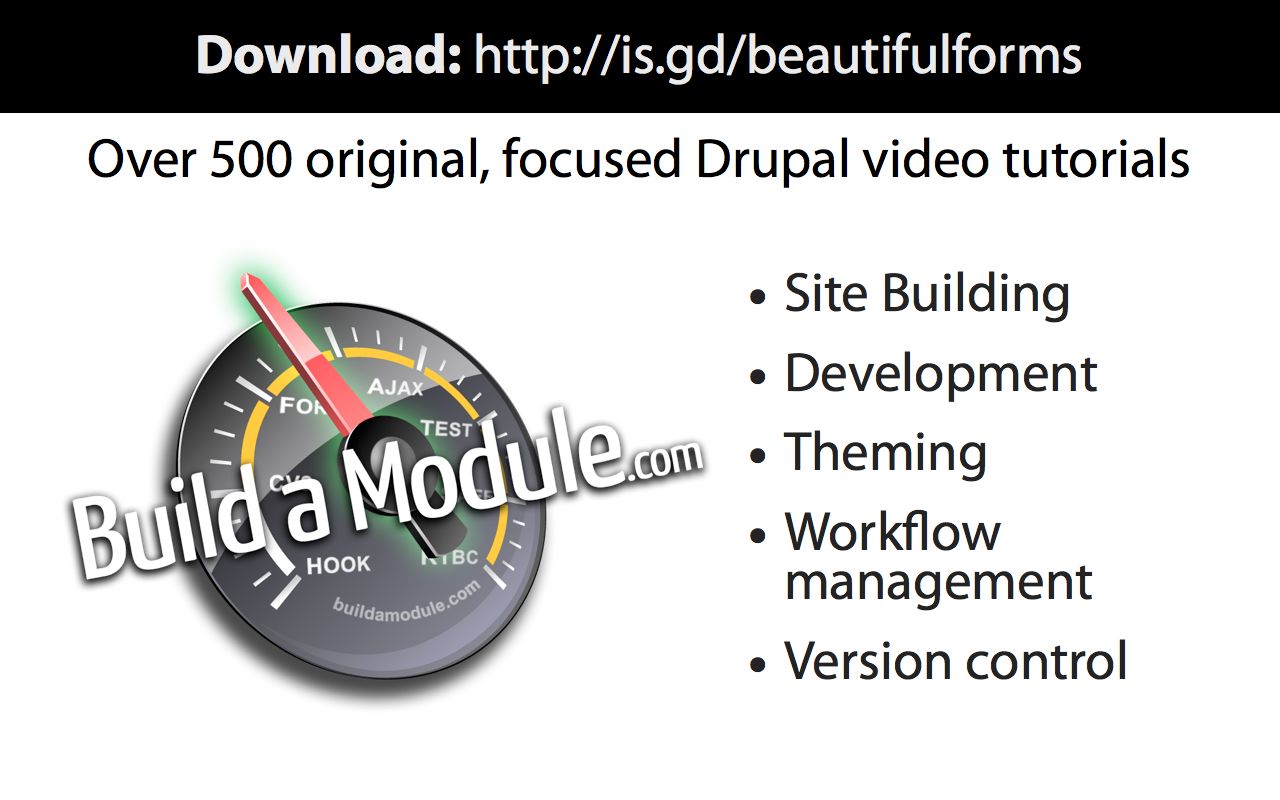 Download: http://is.gd/beautifulforms
Over 500 original, focused Drupal video tutorials
AJAX
TEST
Build a Module.com
HOOK
buildamodule.com
• Site Building
• Development
• Theming
• Workflow
management
• Version control